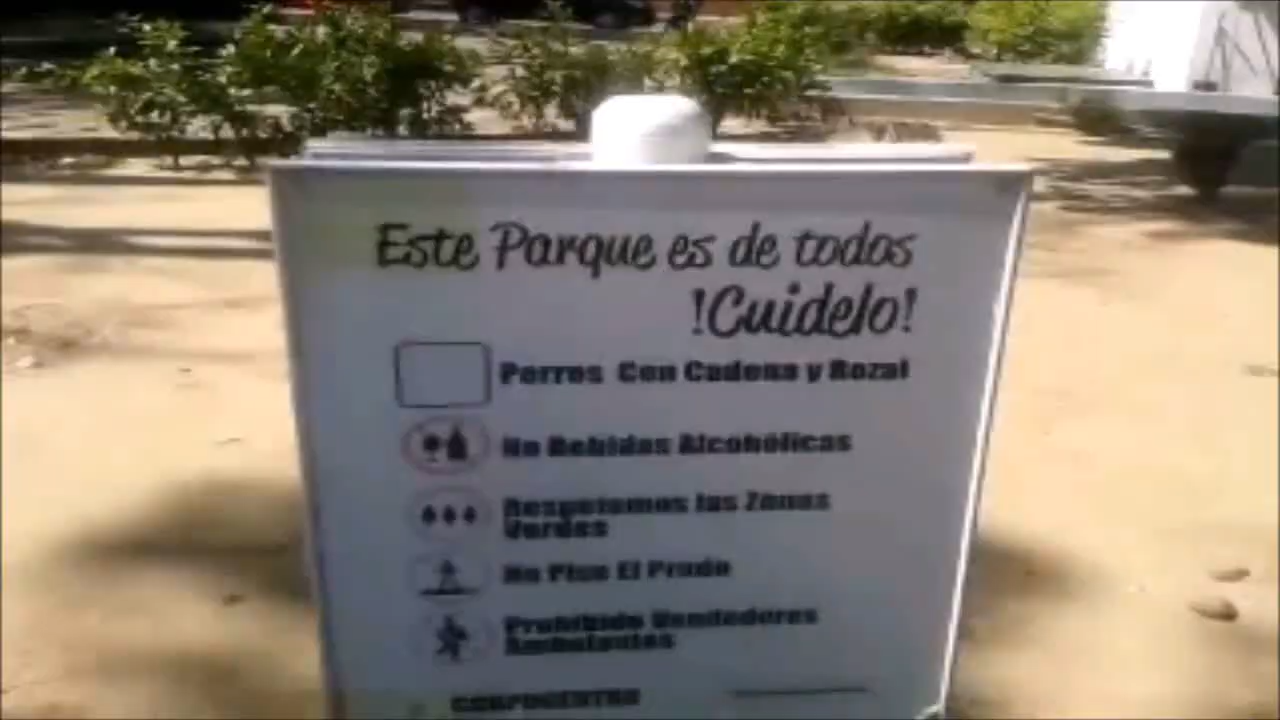 Este Parque es de todos
!Cuidelo!
Perros Con Cadena y Bozal
No Bebidas Alcohólicas
Respetemos las Zonas
Verdes
No Pise El Prado
Prohibido Vendedores
Ambulantes
CORPOCENTRO